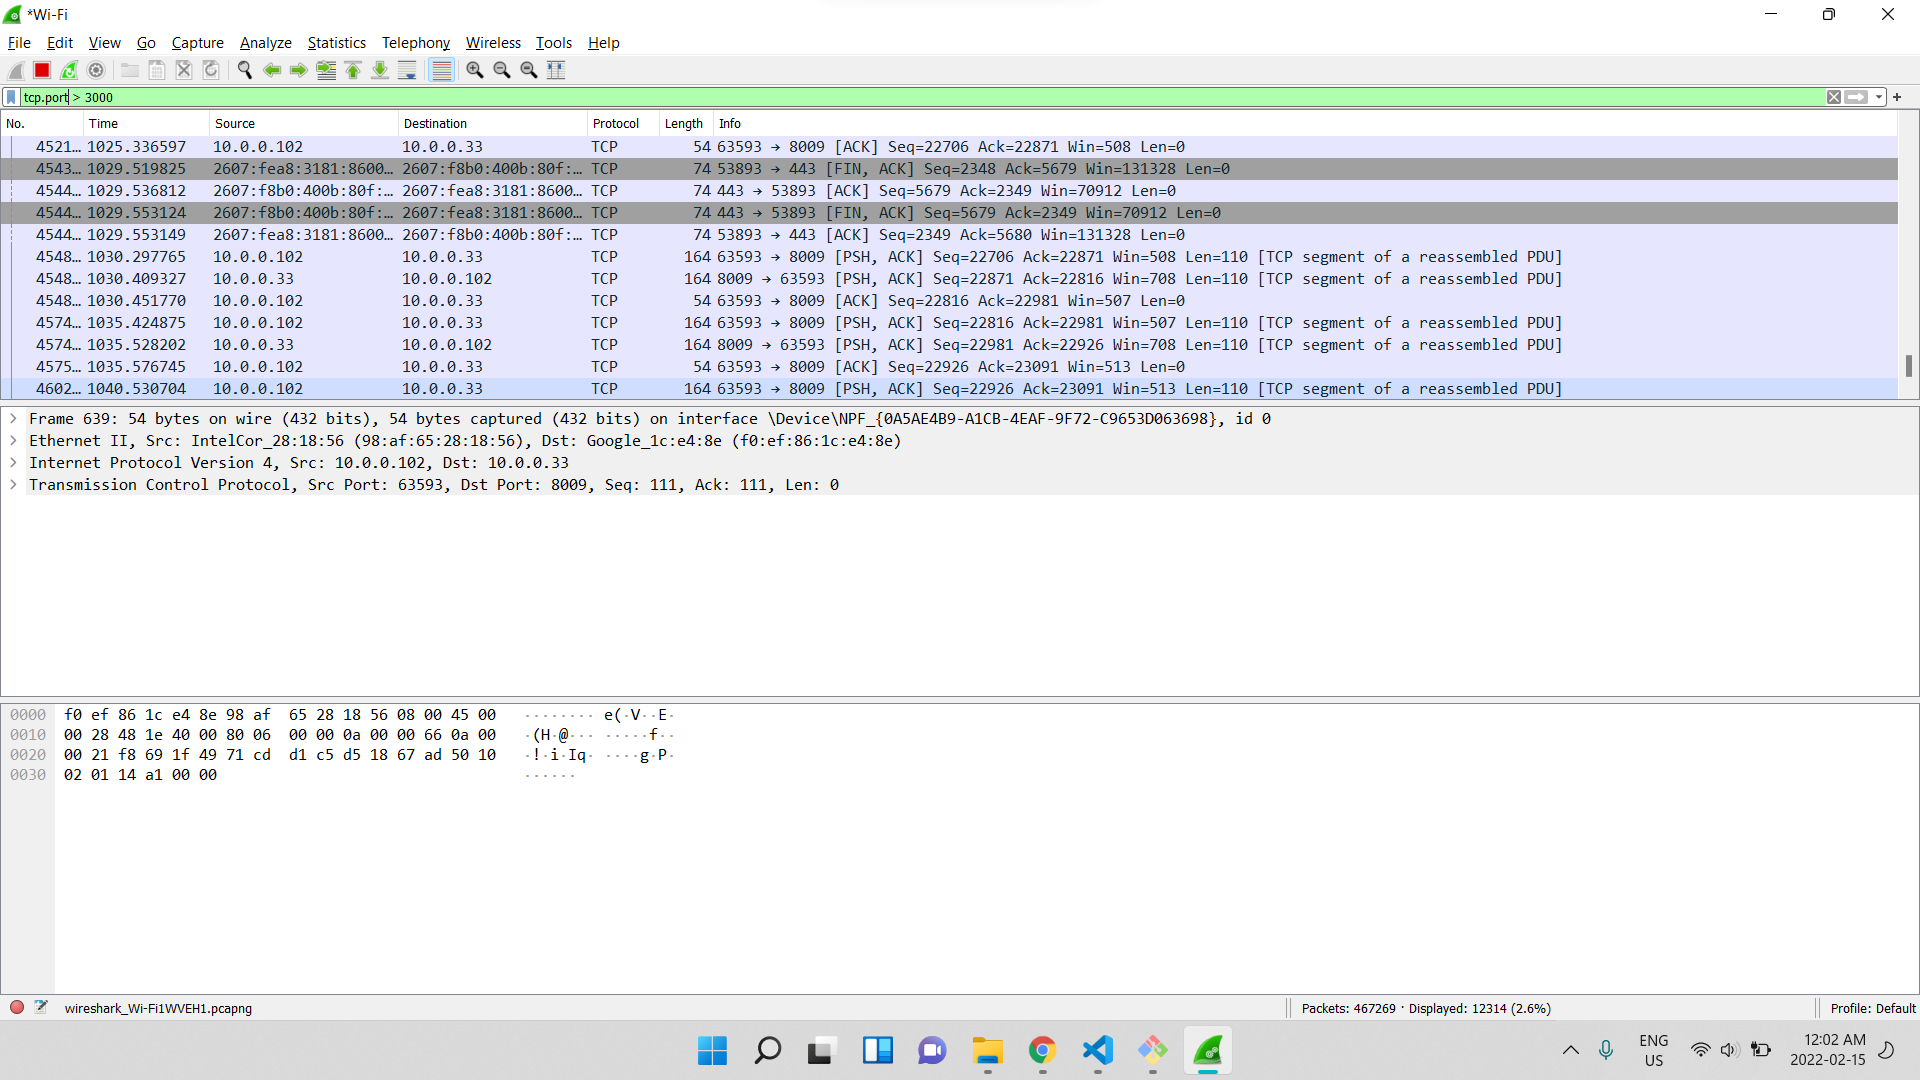 *Wi-Fi
File Edit View Go Capture Analyze Statistics Telephony Wireless Tools Help
tcp.port > 3000
No. Time Source Destination Protocol Length Info
4521… 1025.336597 10.0.0.102 10.0.0.33 TCP 54 63593 → 8009 [ACK] Seq=22706 Ack=22871 Win=508 Len=0
4543… 1029.519825 2607:fea8:3181:8600… 2607:f8b0:400b:80f:… TCP 74 53893 → 443 [FIN, ACK] Seq=2348 Ack=5679 Win=131328 Len=0
4544… 1029.536812 2607:f8b0:400b:80f:… 2607:fea8:3181:8600… TCP 74 443 → 53893 [ACK] Seq=5679 Ack=2349 Win=70912 Len=0
4544… 1029.553124 2607:f8b0:400b:80f:… 2607:fea8:3181:8600… TCP 74 443 → 53893 [FIN, ACK] Seq=5679 Ack=2349 Win=70912 Len=0
4544… 1029.553149 2607:fea8:3181:8600… 2607:f8b0:400b:80f:… TCP 74 53893 → 443 [ACK] Seq=2349 Ack=5680 Win=131328 Len=0
4548… 1030.297765 10.0.0.102 10.0.0.33 TCP 164 63593 → 8009 [PSH, ACK] Seq=22706 Ack=22871 Win=508 Len=110 [TCP segment of a reassembled PDU]
4548… 1030.409327 10.0.0.33 10.0.0.102 TCP 164 8009 → 63593 [PSH, ACK] Seq=22871 Ack=22816 Win=708 Len=110 [TCP segment of a reassembled PDU]
4548… 1030.451770 10.0.0.102 10.0.0.33 TCP 54 63593 → 8009 [ACK] Seq=22816 Ack=22981 Win=507 Len=0
4574… 1035.424875 10.0.0.102 10.0.0.33 TCP 164 63593 → 8009 [PSH, ACK] Seq=22816 Ack=22981 Win=507 Len=110 [TCP segment of a reassembled PDU]
4574… 1035.528202 10.0.0.33 10.0.0.102 TCP 164 8009 → 63593 [PSH, ACK] Seq=22981 Ack=22926 Win=708 Len=110 [TCP segment of a reassembled PDU]
4575… 1035.576745 10.0.0.102 10.0.0.33 TCP 54 63593 → 8009 [ACK] Seq=22926 Ack=23091 Win=513 Len=0
4602… 1040.530704 10.0.0.102 10.0.0.33 TCP 164 63593 → 8009 [PSH, ACK] Seq=22926 Ack=23091 Win=513 Len=110 [TCP segment of a reassembled PDU]
Frame 639: 54 bytes on wire (432 bits), 54 bytes captured (432 bits) on interface \Device\NPF_{0A5AE4B9-A1CB-4EAF-9F72-C9653D063698}, id 0
Ethernet II, Src: IntelCor_28:18:56 (98:af:65:28:18:56), Dst: Google_1c:e4:8e (f0:ef:86:1c:e4:8e)
Internet Protocol Version 4, Src: 10.0.0.102, Dst: 10.0.0.33
Transmission Control Protocol, Src Port: 63593, Dst Port: 8009, Seq: 111, Ack: 111, Len: 0
0000 f0 ef 86 1c e4 8e 98 af 65 28 18 56 08 00 45 00 ········ e(·V··E·
0010 00 28 48 1e 40 00 80 06 00 00 0a 00 00 66 0a 00 ·(H·@··· ·····f··
0020 00 21 f8 69 1f 49 71 cd d1 c5 d5 18 67 ad 50 10 ·!·i·Iq· ····g·P·
0030 02 01 14 a1 00 00 ······
wireshark_Wi-Fi1WVEH1.pcapng Packets: 467269 · Displayed: 12314 (2.6%) Profile: Default
ENG
US
12:02 AM
2022-02-15